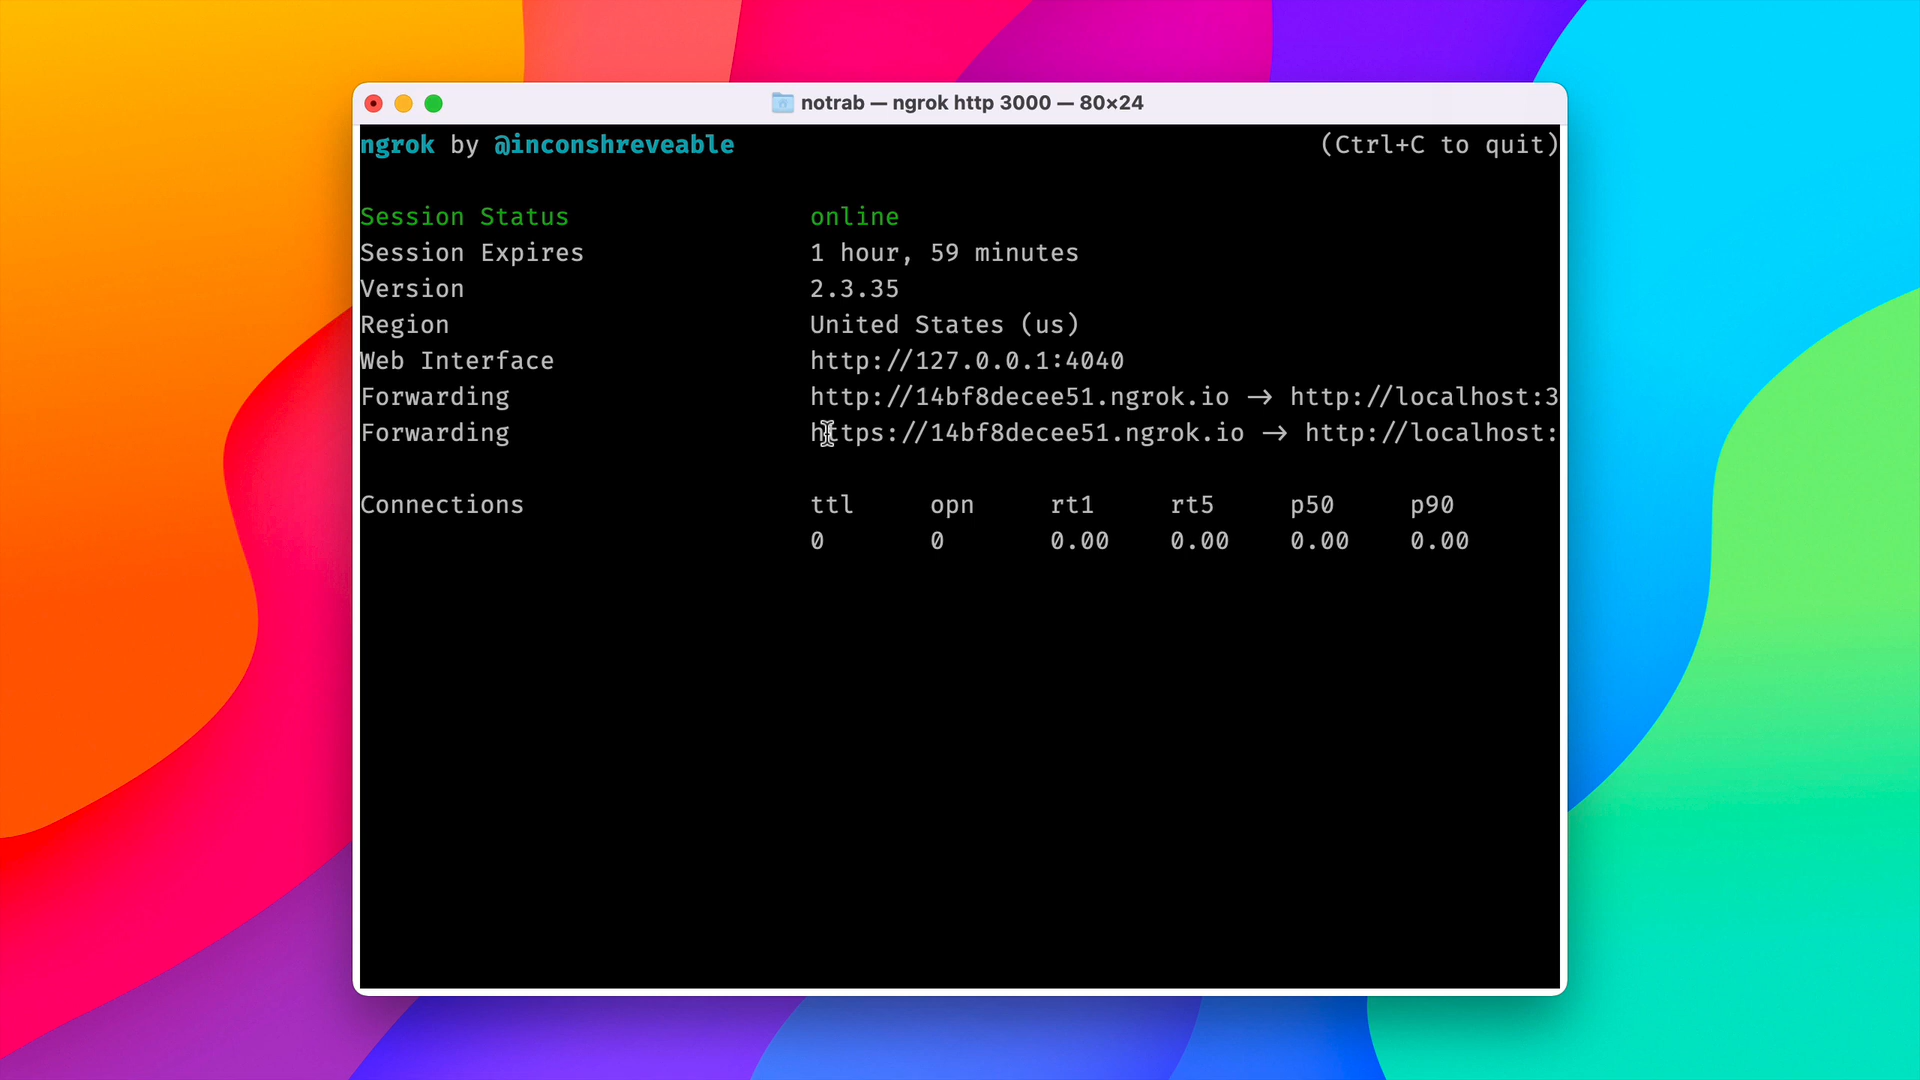 notrab — ngrok http 3000 — 80×24
ngrok by @inconshreveable (Ctrl+C to quit)
Session Status online
Session Expires 1 hour, 59 minutes
Version 2.3.35
Region United States (us)
Web Interface http://127.0.0.1:4040
Forwarding http://14bf8decee51.ngrok.io -> http://localhost:3
Forwarding https://14bf8decee51.ngrok.io -> http://localhost:
Connections ttl opn rt1 rt5 p50 p90
0 0 0.00 0.00 0.00 0.00